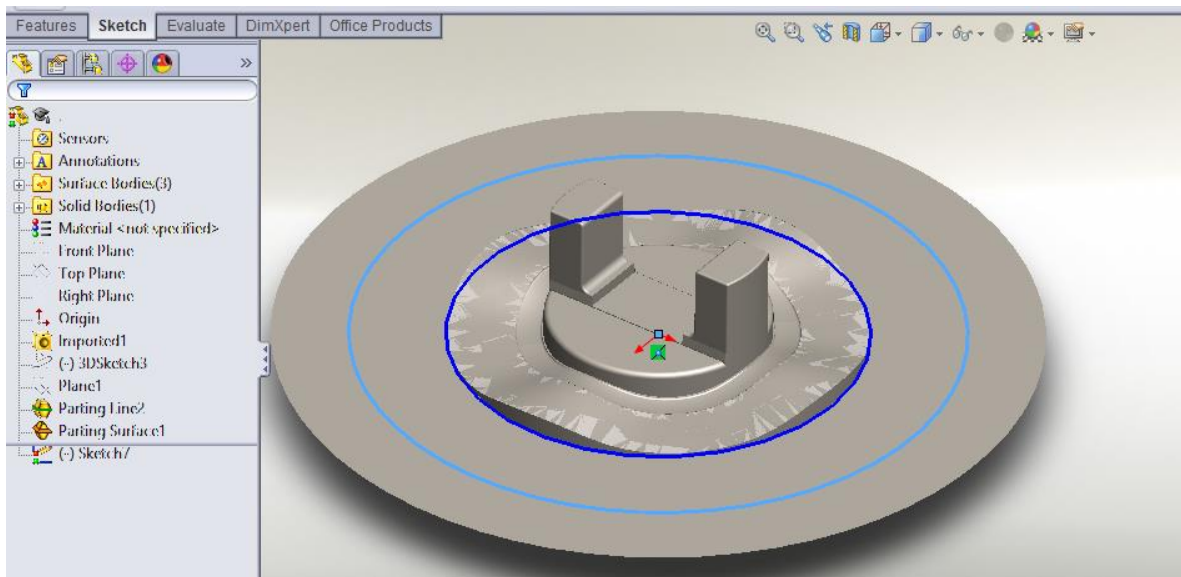 Features Sketch Evaluate DimXpert Office Products
»
.
Sensors
A Annotations
Surface Bodies(3)
Solid Bodies(1)
Material <not specified>
Front Plane
Top Plane
Right Plane
Origin
Imported1
(-) 3DSketch3
Plane1
Parting Line2
Parting Surface1
(-) Sketch7